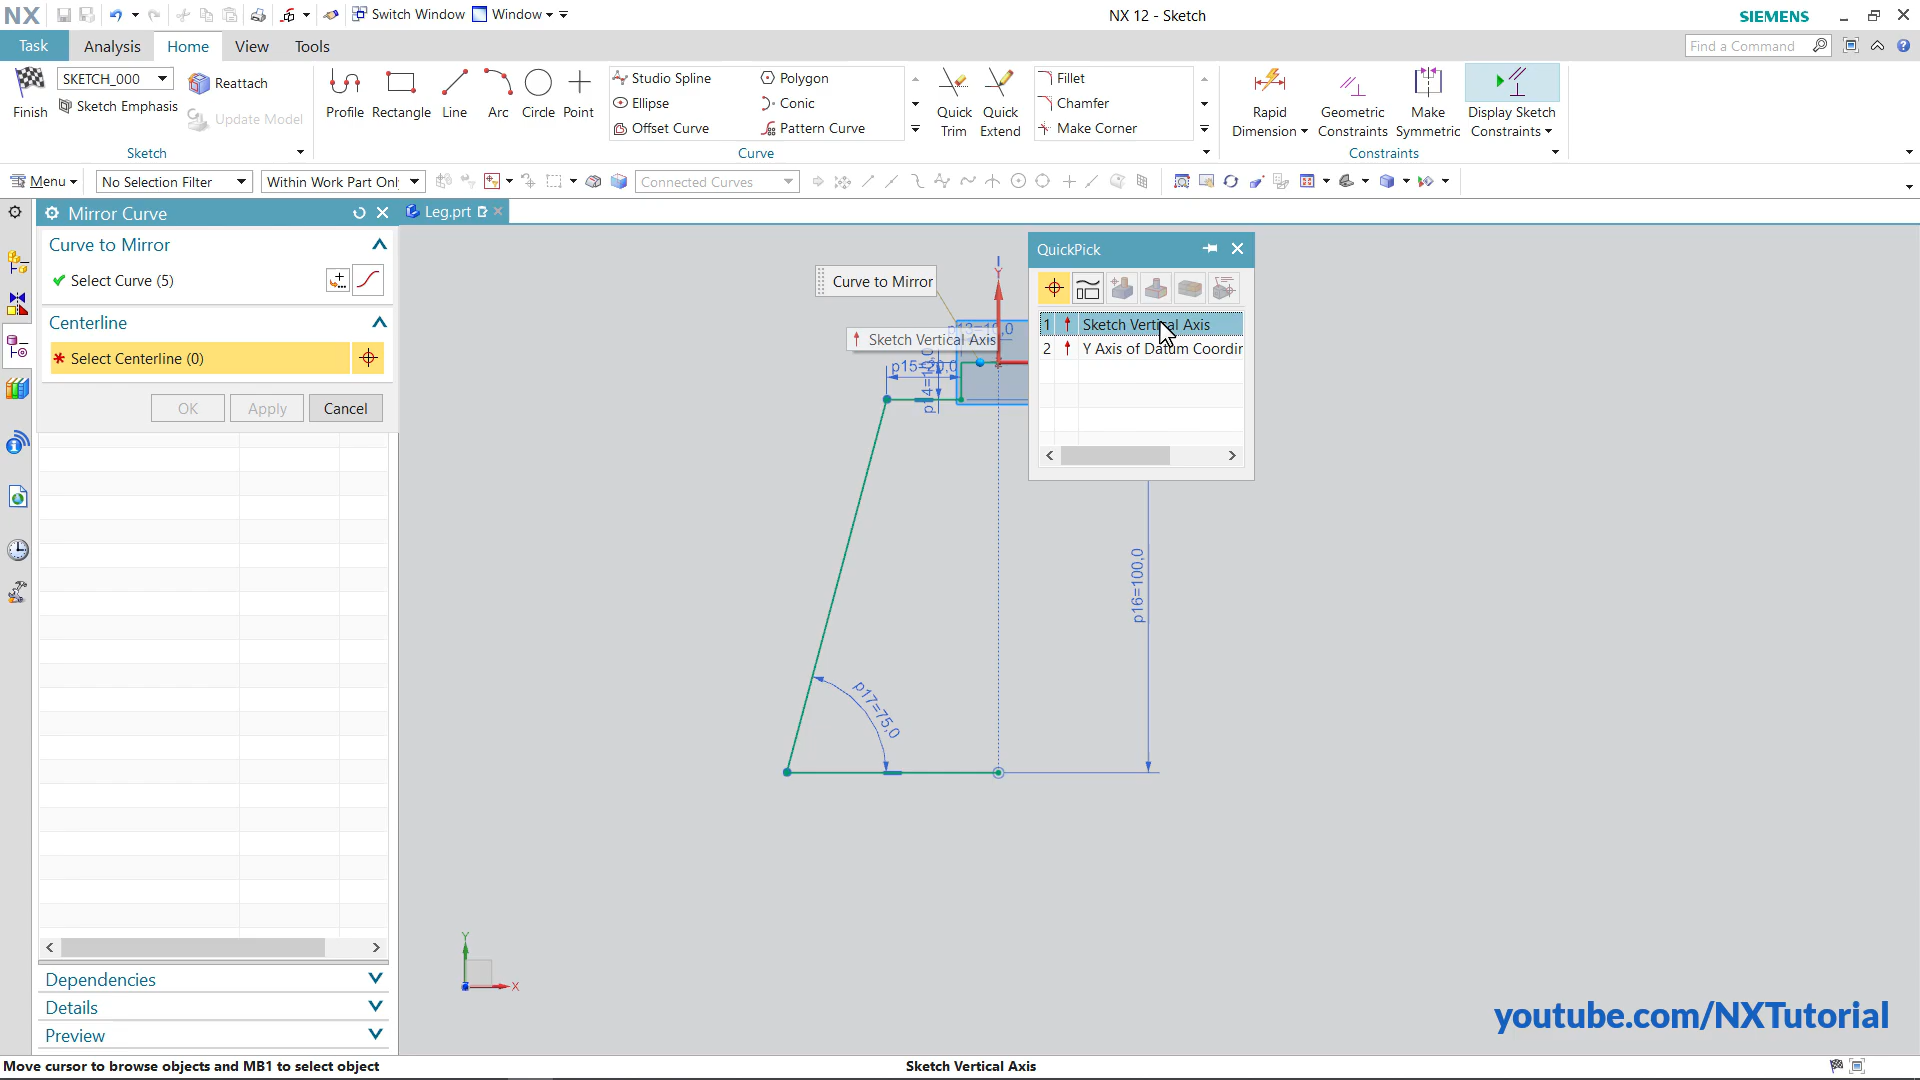 NX
Switch Window
Window
NX 12 - Sketch
SIEMENS
Task
Analysis
Home
View
Tools
Find a Command
SKETCH_000
Reattach
Finish
Sketch Emphasis
Update Model
Profile
Rectangle
Line
Arc
Circle
Point
Studio Spline
Polygon
Ellipse
Conic
Offset Curve
Pattern Curve
Quick Trim
Quick Extend
Fillet
Chamfer
Make Corner
Rapid Dimension
Geometric Constraints
Make Symmetric
Display Sketch Constraints
Sketch
Curve
Constraints
Menu
No Selection Filter
Within Work Part Onl
Connected Curves
Mirror Curve
Leg.prt
Curve to Mirror
Select Curve (5)
Centerline
* Select Centerline (0)
OK
Apply
Cancel
QuickPick
1 Sketch Vertical Axis
2 Y Axis of Datum Coordir
Curve to Mirror
Sketch Vertical Axis
Y
p15=20,0
p16=100,0
p17=75,0
Y
X
Dependencies
Details
Preview
youtube.com/NXTutorial
Move cursor to browse objects and MB1 to select object
Sketch Vertical Axis